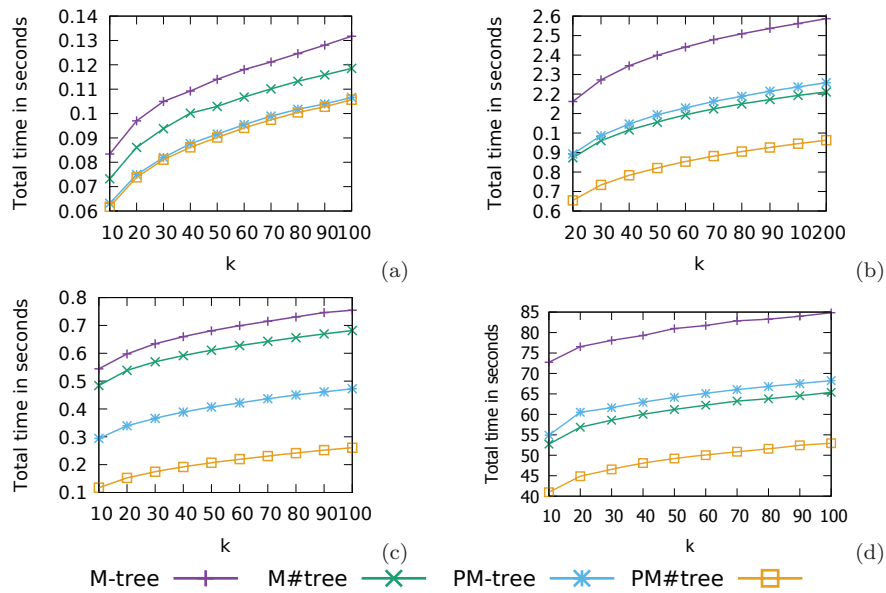 0.14
0.13
0.12
0.11
0.1
0.09
0.08
0.07
0.06
Total time in seconds
10 20 30 40 50 60 70 80 90 100
k
(a)
2.6
2.5
2.4
2.3
2.2
2
0.1
0.9
0.8
0.7
0.6
Total time in seconds
20 30 40 50 60 70 80 90 10200
k
(b)
0.8
0.7
0.6
0.5
0.4
0.3
0.2
0.1
Total time in seconds
10 20 30 40 50 60 70 80 90100
k
(c)
85
80
75
70
65
60
55
50
45
40
Total time in seconds
10 20 30 40 50 60 70 80 90 100
k
(d)
M-tree M#tree PM-tree PM#tree